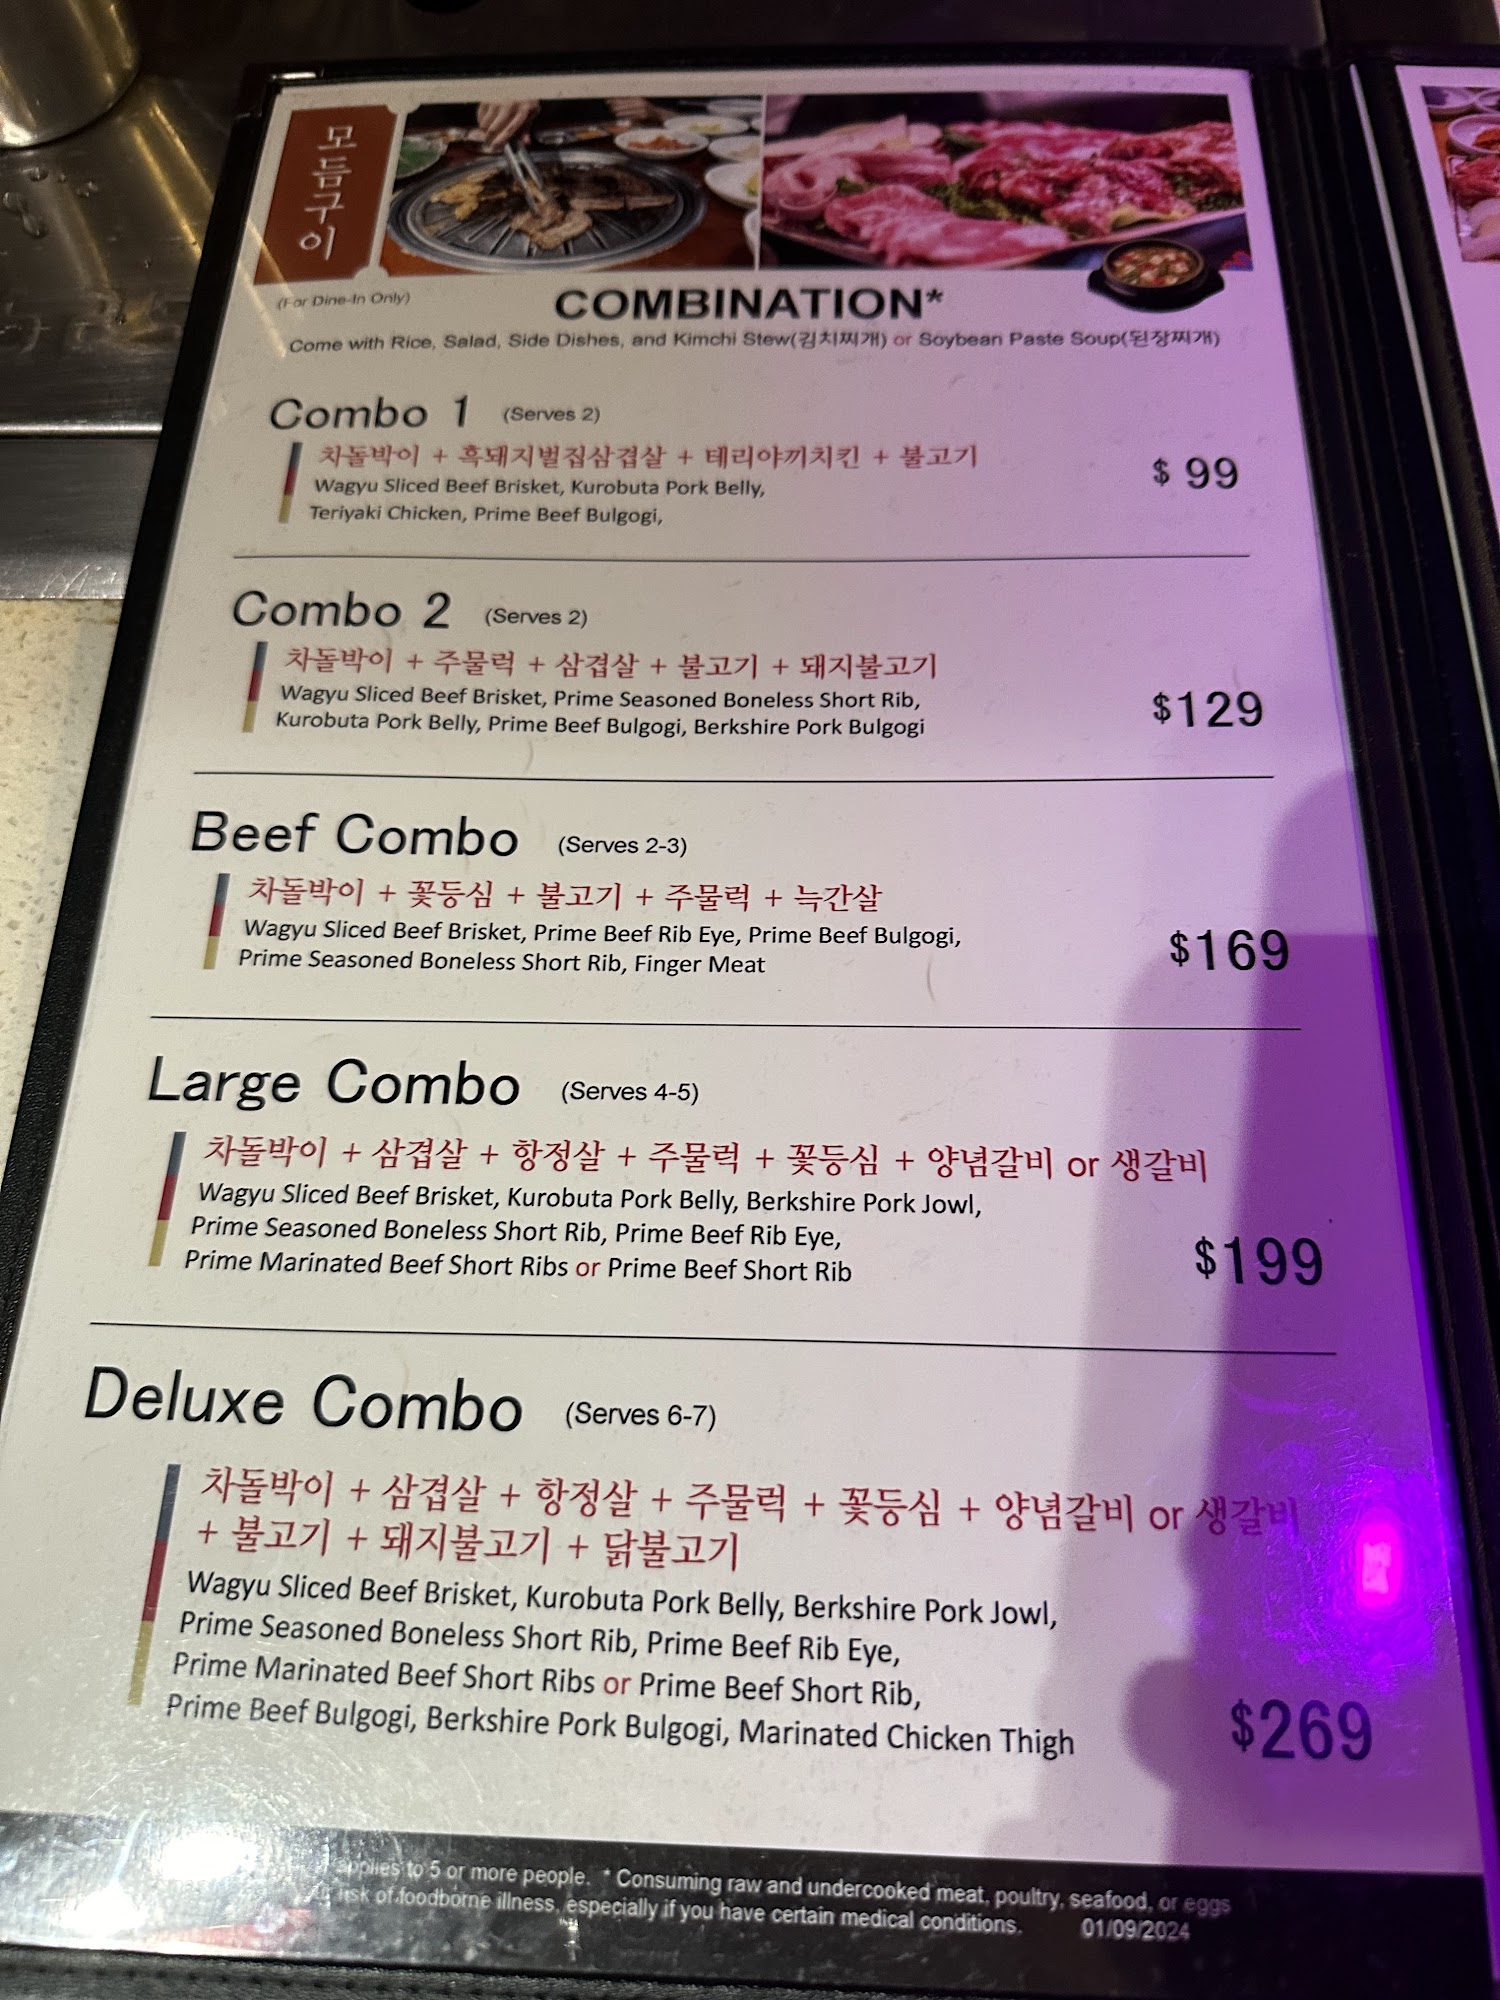 모듬구이
(For Dine-In Only)
COMBINATION*
Come with Rice, Salad, Side Dishes, and Kimchi Stew(김치찌개) or Soybean Paste Soup(된장찌개)
Combo 1 (Serves 2)
차돌박이 + 흑돼지벌집삼겹살 + 테리야끼치킨 + 불고기
Wagyu Sliced Beef Brisket, Kurobuta Pork Belly,
Teriyaki Chicken, Prime Beef Bulgogi,
$ 99
Combo 2 (Serves 2)
차돌박이 + 주물럭 + 삼겹살 + 불고기 + 돼지불고기
Wagyu Sliced Beef Brisket, Prime Seasoned Boneless Short Rib,
Kurobuta Pork Belly, Prime Beef Bulgogi, Berkshire Pork Bulgogi
$129
Beef Combo (Serves 2-3)
차돌박이 + 꽃등심 + 불고기 + 주물럭 + 늑간살
Wagyu Sliced Beef Brisket, Prime Beef Rib Eye, Prime Beef Bulgogi,
Prime Seasoned Boneless Short Rib, Finger Meat
$169
Large Combo (Serves 4-5)
차돌박이 + 삼겹살 + 항정살 + 주물럭 + 꽃등심 + 양념갈비 or 생갈비
Wagyu Sliced Beef Brisket, Kurobuta Pork Belly, Berkshire Pork Jowl,
Prime Seasoned Boneless Short Rib, Prime Beef Rib Eye,
Prime Marinated Beef Short Ribs or Prime Beef Short Rib
$199
Deluxe Combo (Serves 6-7)
차돌박이 + 삼겹살 + 항정살 + 주물럭 + 꽃등심 + 양념갈비 or 생갈비
+ 불고기 + 돼지불고기 + 닭불고기
Wagyu Sliced Beef Brisket, Kurobuta Pork Belly, Berkshire Pork Jowl,
Prime Seasoned Boneless Short Rib, Prime Beef Rib Eye,
Prime Marinated Beef Short Ribs or Prime Beef Short Rib,
Prime Beef Bulgogi, Berkshire Pork Bulgogi, Marinated Chicken Thigh
$269
applies to 5 or more people. * Consuming raw and undercooked meat, poultry, seafood, or eggs
risk of foodborne illness, especially if you have certain medical conditions. 01/09/2024